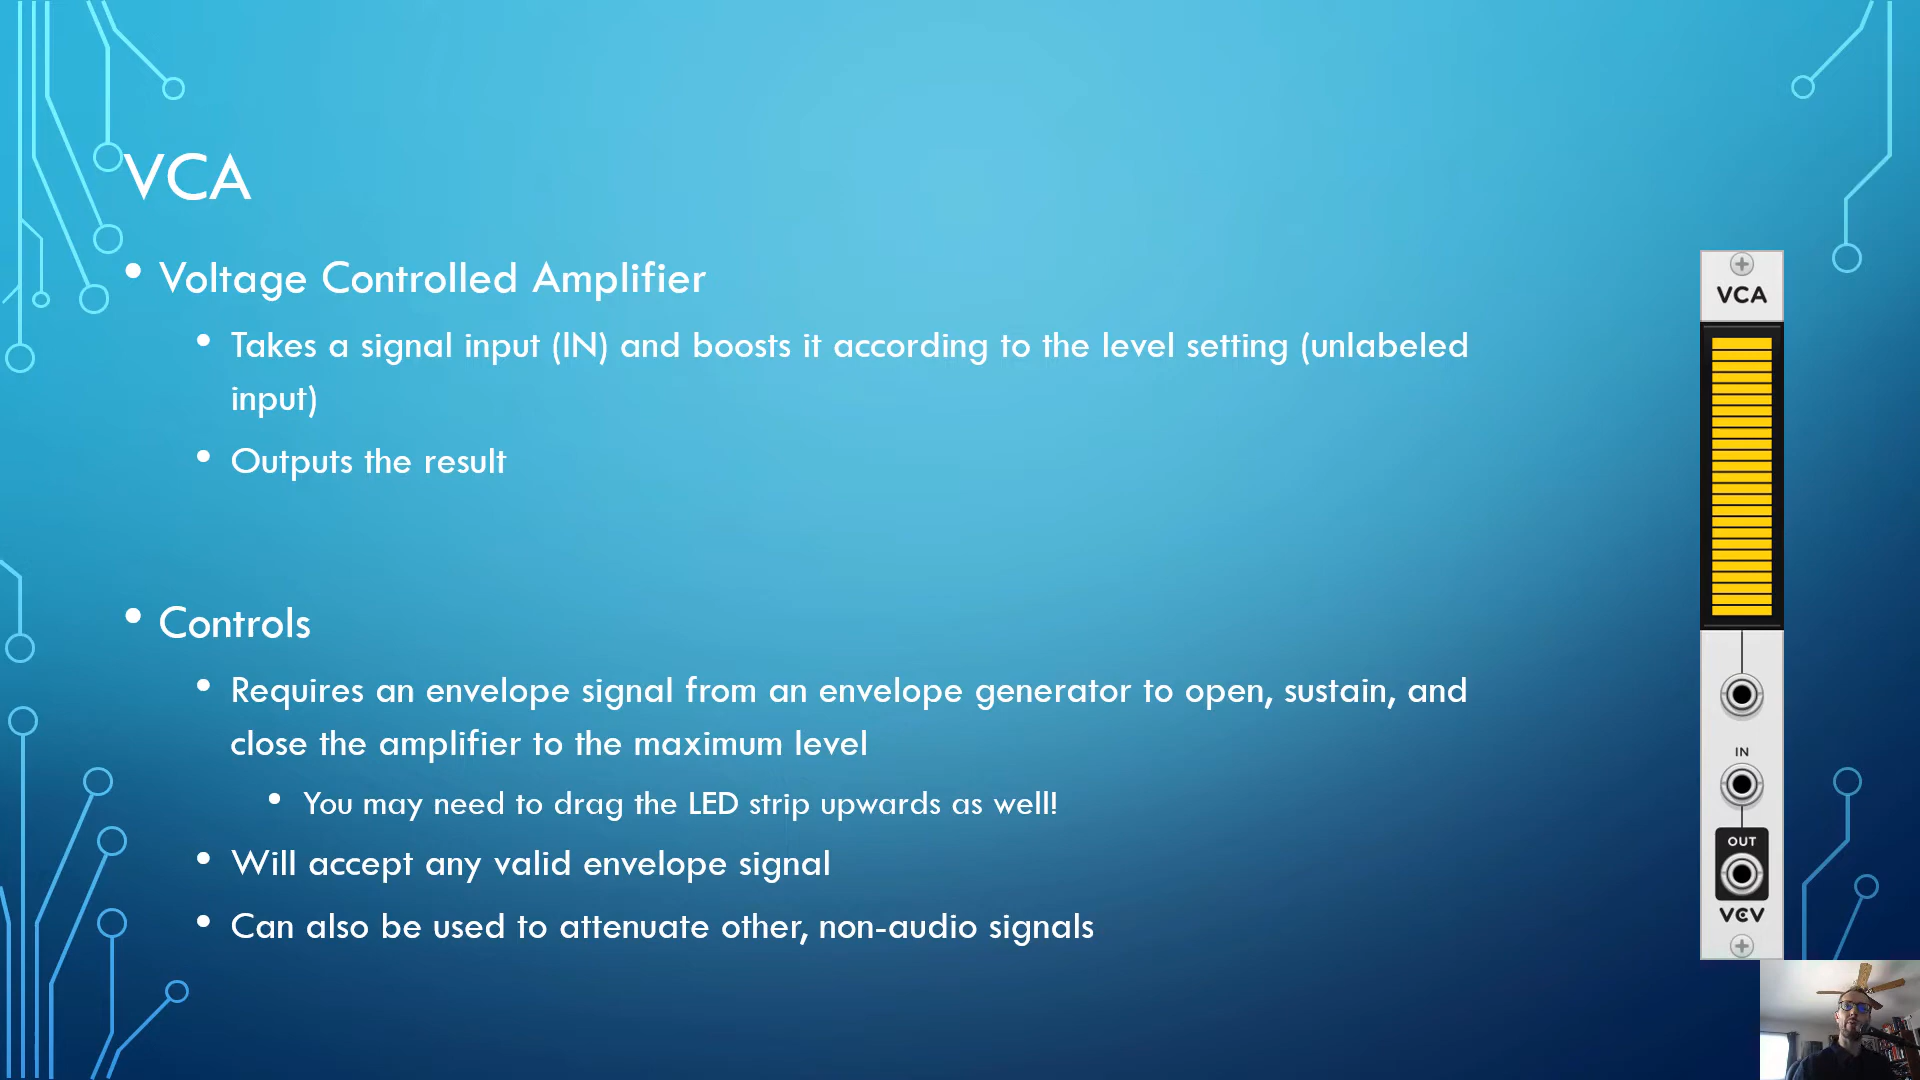 VCA
Voltage Controlled Amplifier
Takes a signal input (IN) and boosts it according to the level setting (unlabeled
input)
Outputs the result
Controls
Requires an envelope signal from an envelope generator to open, sustain, and
close the amplifier to the maximum level
You may need to drag the LED strip upwards as well!
Will accept any valid envelope signal
Can also be used to attenuate other, non-audio signals
VCA
IN
OUT
VCV